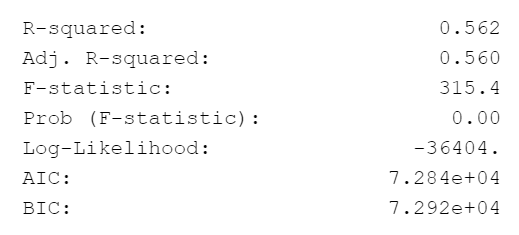 R-squared: 0.562
Adj. R-squared: 0.560
F-statistic: 315.4
Prob (F-statistic): 0.00
Log-Likelihood: -36404.
AIC: 7.284e+04
BIC: 7.292e+04